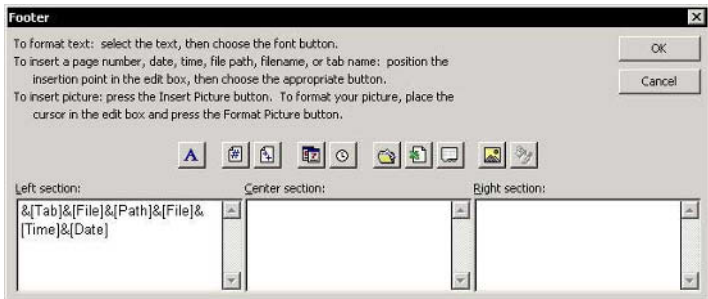 Footer
To format text: select the text, then choose the font button.
To insert a page number, date, time, file path, filename, or tab name: position the
insertion point in the edit box, then choose the appropriate button.
To insert picture: press the Insert Picture button. To format your picture, place the
cursor in the edit box and press the Format Picture button.
OK
Cancel
A
Left section:
Center section:
Right section:
&[Tab]&[File]&[Path]&[File]&
[Time]&[Date]